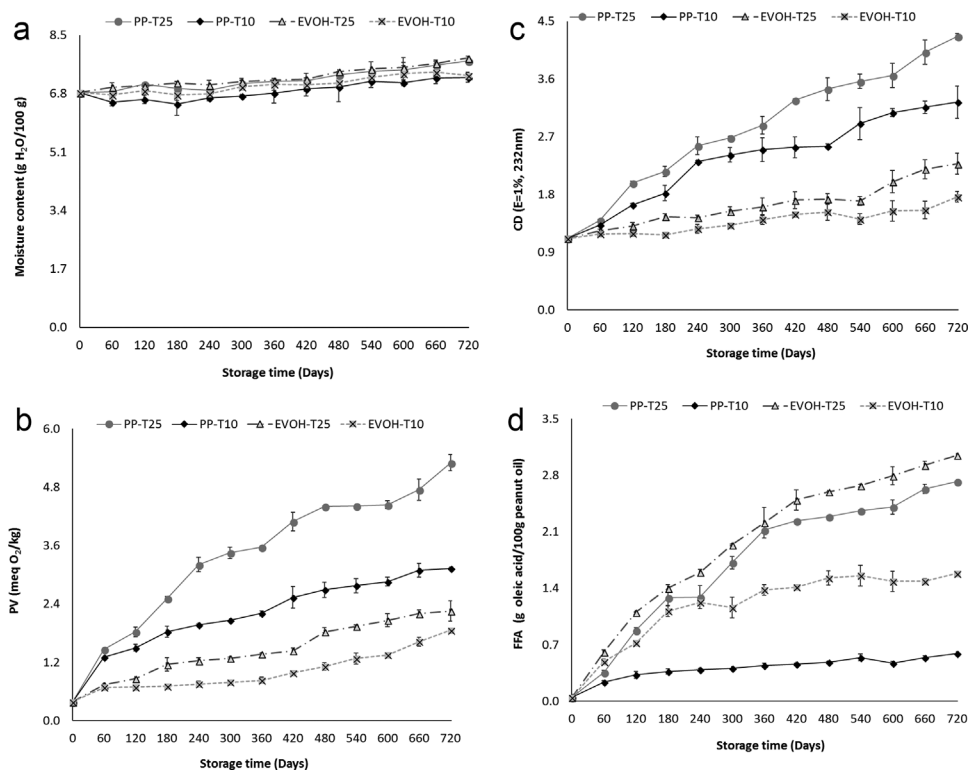 a
PP-T25 PP-T10 EVOH-T25 EVOH-T10
8.5
6.8
5.1
3.4
1.7
0.0
Moisture content (g H₂O/100 g)
0 60 120 180 240 300 360 420 480 540 600 660 720
Storage time (Days)
c
PP-T25 PP-T10 EVOH-T25 EVOH-T10
4.5
3.6
2.7
1.8
0.9
0.0
CD (E=1%, 232nm)
0 60 120 180 240 300 360 420 480 540 600 660 720
Storage time (Days)
b
PP-T25 PP-T10 EVOH-T25 EVOH-T10
6.0
4.8
3.6
2.4
1.2
0.0
PV (meq O₂/kg)
0 60 120 180 240 300 360 420 480 540 600 660 720
Storage time (Days)
d
PP-T25 PP-T10 EVOH-T25 EVOH-T10
3.5
2.8
2.1
1.4
0.7
0.0
FFA (g oleic acid/100g peanut oil)
0 60 120 180 240 300 360 420 480 540 600 660 720
Storage time (Days)